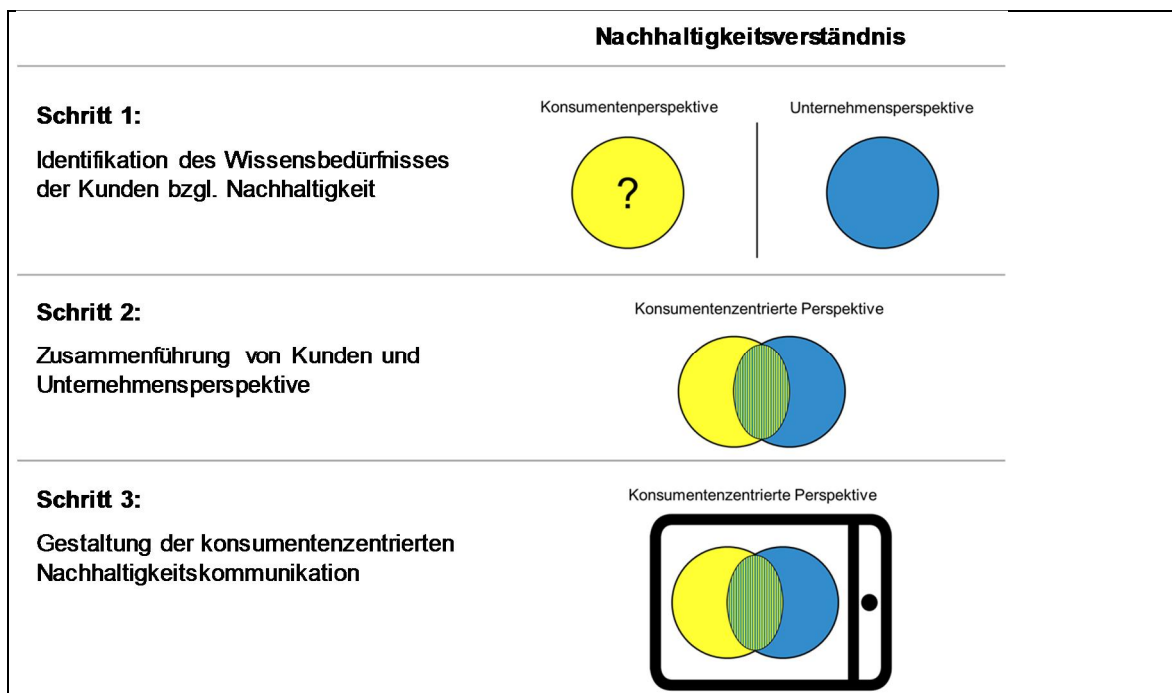 Nachhaltigkeitsverständnis
Schritt 1:
Identifikation des Wissensbedürfnisses
der Kunden bzgl. Nachhaltigkeit
Konsumentenperspektive
Unternehmensperspektive
?
Schritt 2:
Zusammenführung von Kunden und
Unternehmensperspektive
Konsumentenzentrierte Perspektive
Schritt 3:
Gestaltung der konsumentenzentrierten
Nachhaltigkeitskommunikation
Konsumentenzentrierte Perspektive